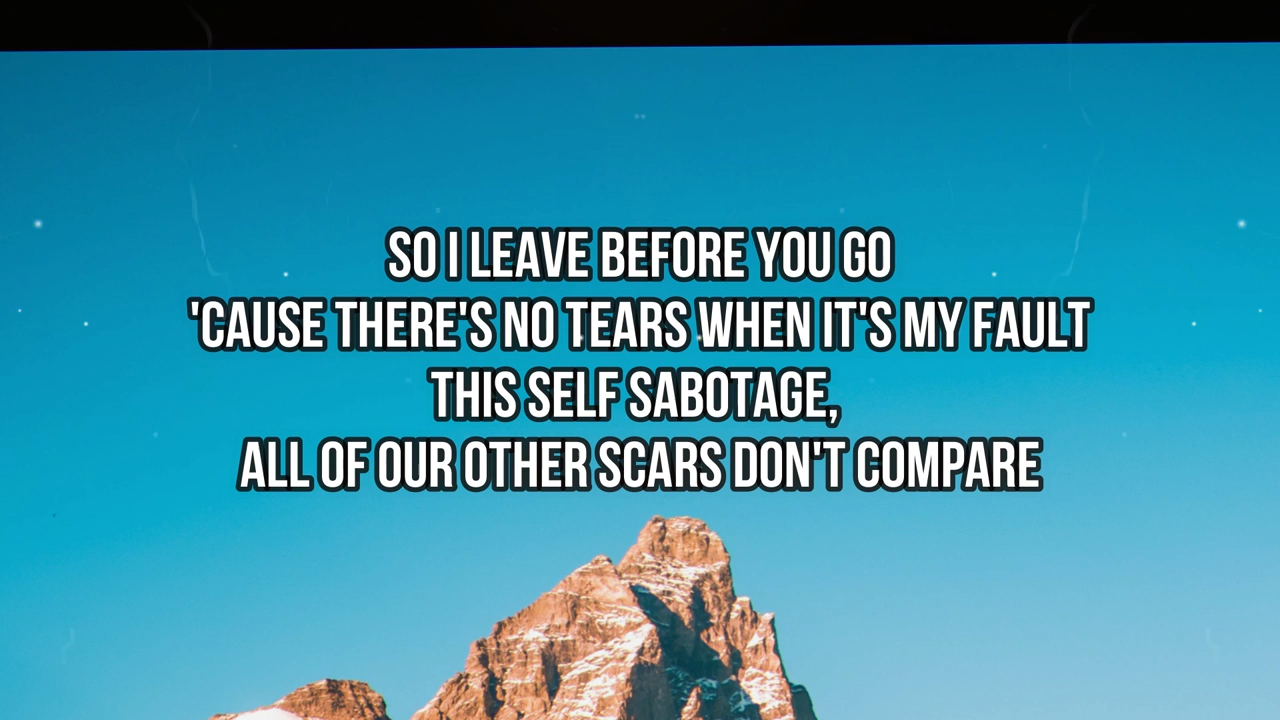 SO I LEAVE BEFORE YOU GO
'CAUSE THERE'S NO TEARS WHEN IT'S MY FAULT
THIS SELF SABOTAGE,
ALL OF OUR OTHER SCARS DON'T COMPARE